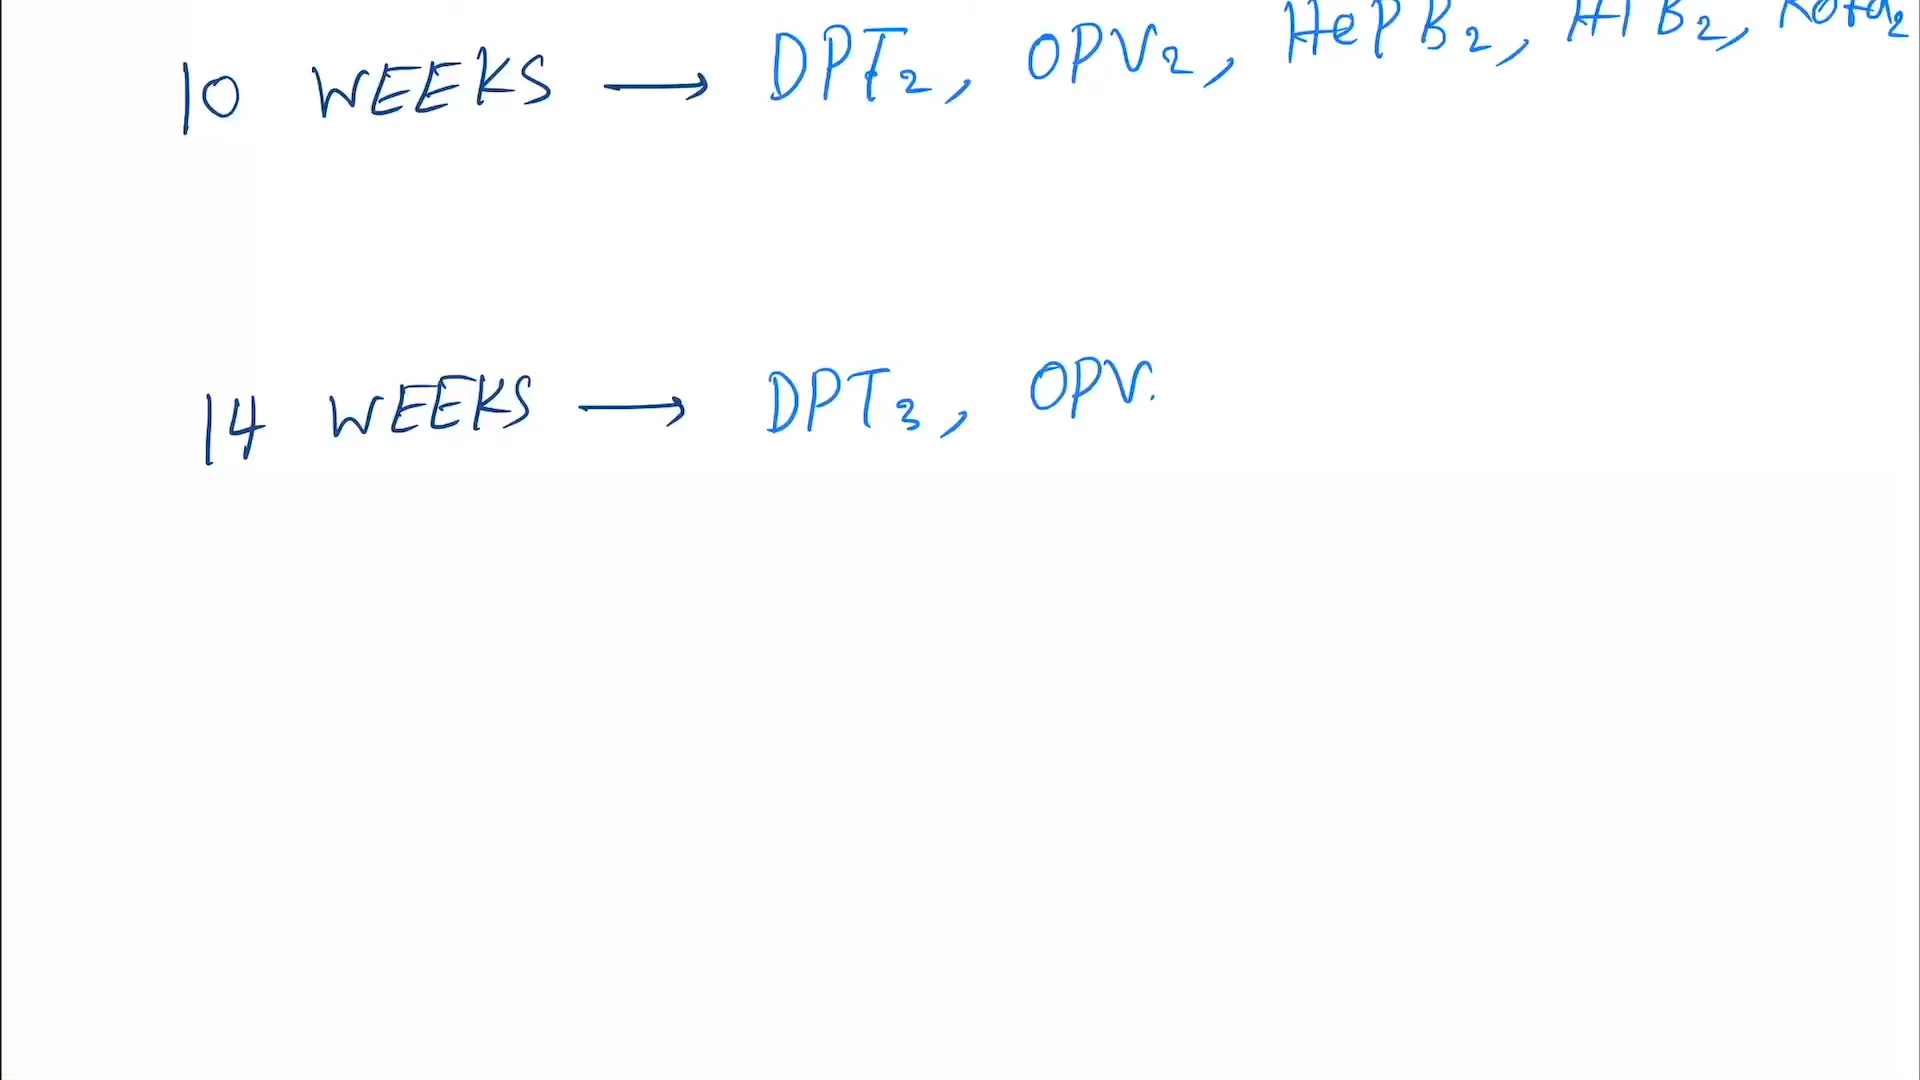 10 WEEKS → DPT₂, OPV₂, HePB₂, HIB₂, Rota₂
14 WEEKS → DPT₃, OPV